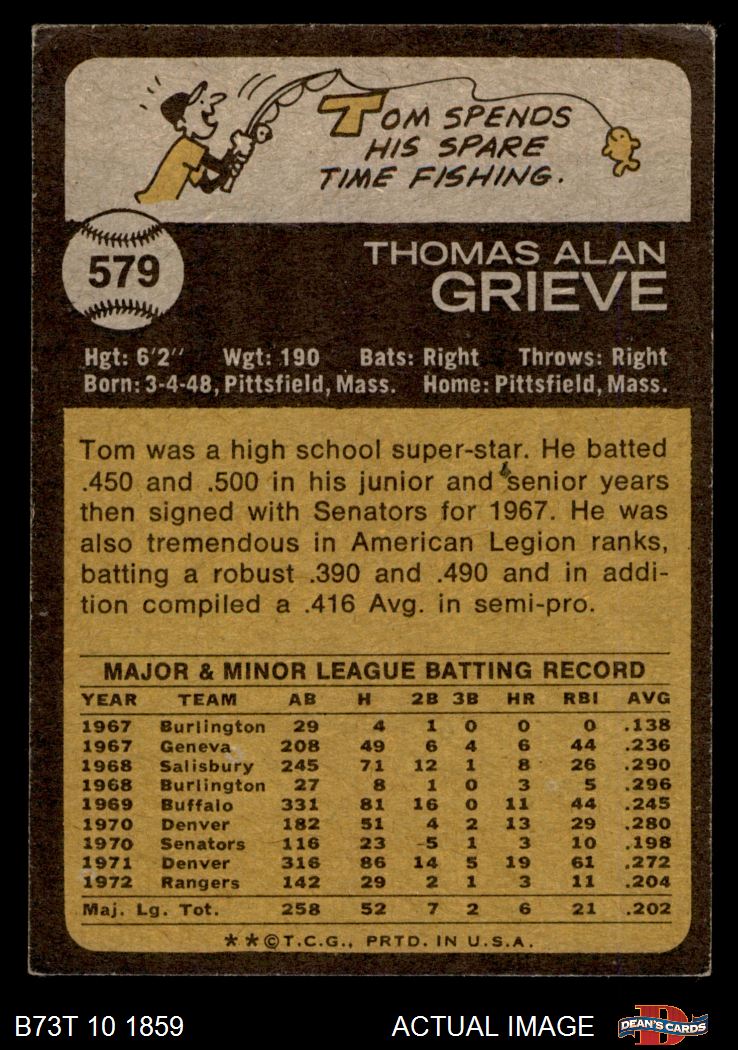 TOM SPENDS
HIS SPARE
TIME FISHING.
579
THOMAS ALAN
GRIEVE
Hgt: 6'2" Wgt: 190 Bats: Right Throws: Right
Born: 3-4-48, Pittsfield, Mass. Home: Pittsfield, Mass.
Tom was a high school super-star. He batted
.450 and .500 in his junior and senior years
then signed with Senators for 1967. He was
also tremendous in American Legion ranks,
batting a robust .390 and .490 and in addi-
tion compiled a .416 Avg. in semi-pro.
MAJOR & MINOR LEAGUE BATTING RECORD
YEAR TEAM AB H 2B 3B HR RBI AVG
1967 Burlington 29 4 1 0 0 0 .138
1967 Geneva 208 49 6 4 6 44 .236
1968 Salisbury 245 71 12 1 8 26 .290
1968 Burlington 27 8 1 0 3 5 .296
1969 Buffalo 331 81 16 0 11 44 .245
1970 Denver 182 51 4 2 13 29 .280
1970 Senators 116 23 5 1 3 10 .198
1971 Denver 316 86 14 5 19 61 .272
1972 Rangers 142 29 2 1 3 11 .204
Maj. Lg. Tot. 258 52 7 2 6 21 .202
**©T.C.G., PRTD. IN U.S.A.
B73T 10 1859 ACTUAL IMAGE D DEAN'S CARDS